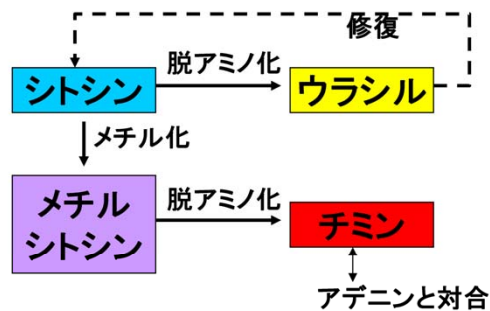 修復
脱アミノ化
シトシン
ウラシル
メチル化
メチル
シトシン
脱アミノ化
チミン
アデニンと対合